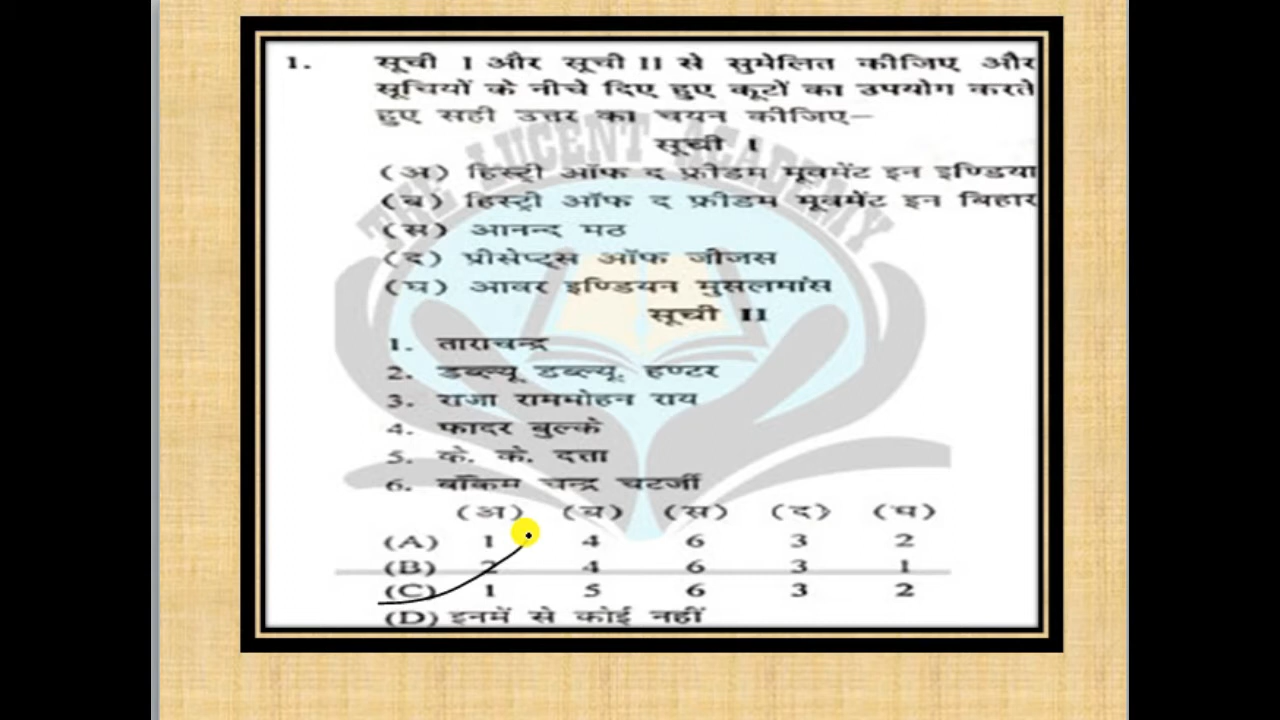 1. सूची I और सूची II से सुमेलित कीजिए और
सूचियों के नीचे दिए हुए कूटों का उपयोग करते
हुए सही उत्तर का चयन कीजिए–
सूची I
(अ) हिस्ट्री ऑफ द फ्रीडम मूवमेंट इन इण्डिया
(ब) हिस्ट्री ऑफ द फ्रीडम मूवमेंट इन बिहार
(स) आनन्द मठ
(द) प्रीसेप्ट्स ऑफ जीजस
(घ) आवर इण्डियन मुसलमांस
सूची II
1. ताराचन्द्र
2. डब्ल्यू डब्ल्यू. हण्टर
3. राजा राममोहन राय
4. फादर बुल्के
5. के. के. दत्ता
6. बंकिम चन्द्र चटर्जी
(अ) (ब) (स) (द) (घ)
(A) 1 4 6 3 2
(B) 2 4 6 3 1
(C) 1 5 6 3 2
(D) इनमें से कोई नहीं
THE LUCENT ACADEMY